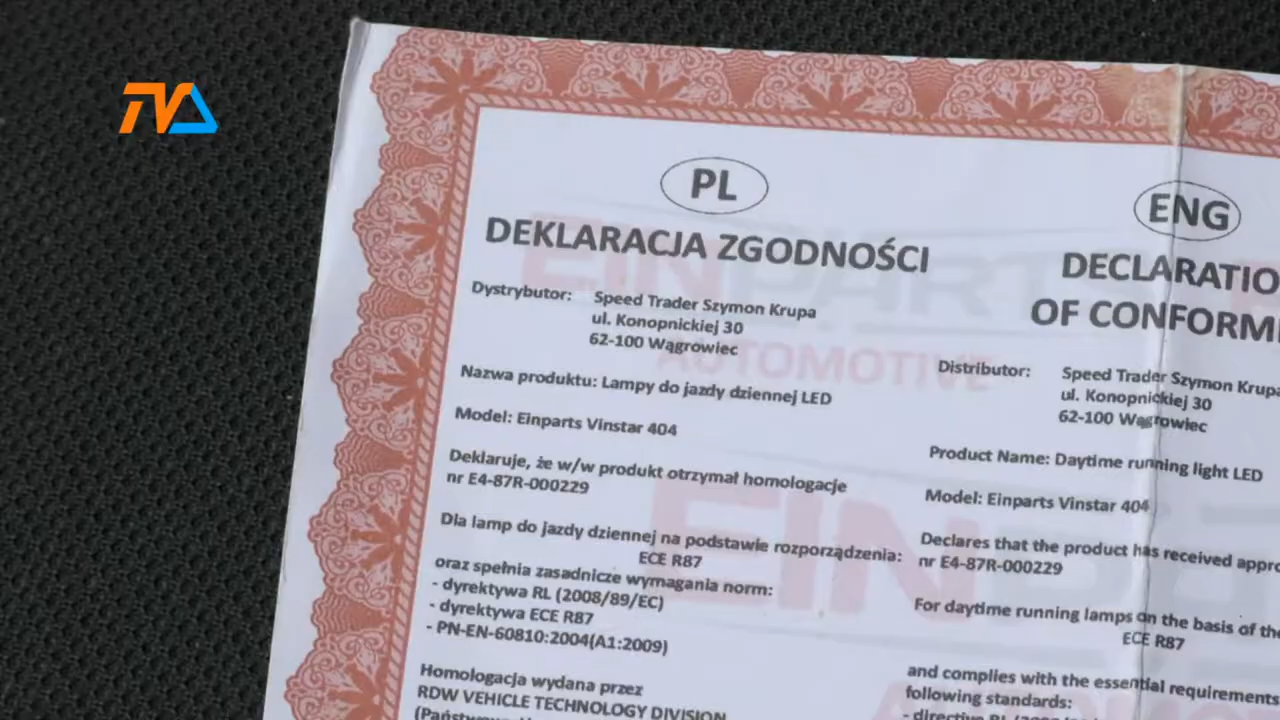 TVA
PL
DEKLARACJA ZGODNOŚCI
Dystrybutor: Speed Trader Szymon Krupa
ul. Konopnickiej 30
62-100 Wągrowiec
Nazwa produktu: Lampy do jazdy dziennej LED
Model: Einparts Vinstar 404
Deklaruje, że w/w produkt otrzymał homologacje
nr E4-87R-000229
Dla lamp do jazdy dziennej na podstawie rozporządzenia:
ECE R87
oraz spełnia zasadnicze wymagania norm:
- dyrektywa RL (2008/89/EC)
- dyrektywa ECE R87
- PN-EN-60810:2004(A1:2009)
Homologacja wydana przez
RDW VEHICLE TECHNOLOGY DIVISION
ENG
DECLARATIO
OF CONFORMI
Distributor: Speed Trader Szymon Krupa
ul. Konopnickiej 30
62-100 Wągrowiec
Product Name: Daytime running light LED
Model: Einparts Vinstar 404
Declares that the product has received appro
nr E4-87R-000229
For daytime running lamps on the basis of the
ECE R87
and complies with the essential requirements
following standards:
EINPARTS
AUTOMOTIVE